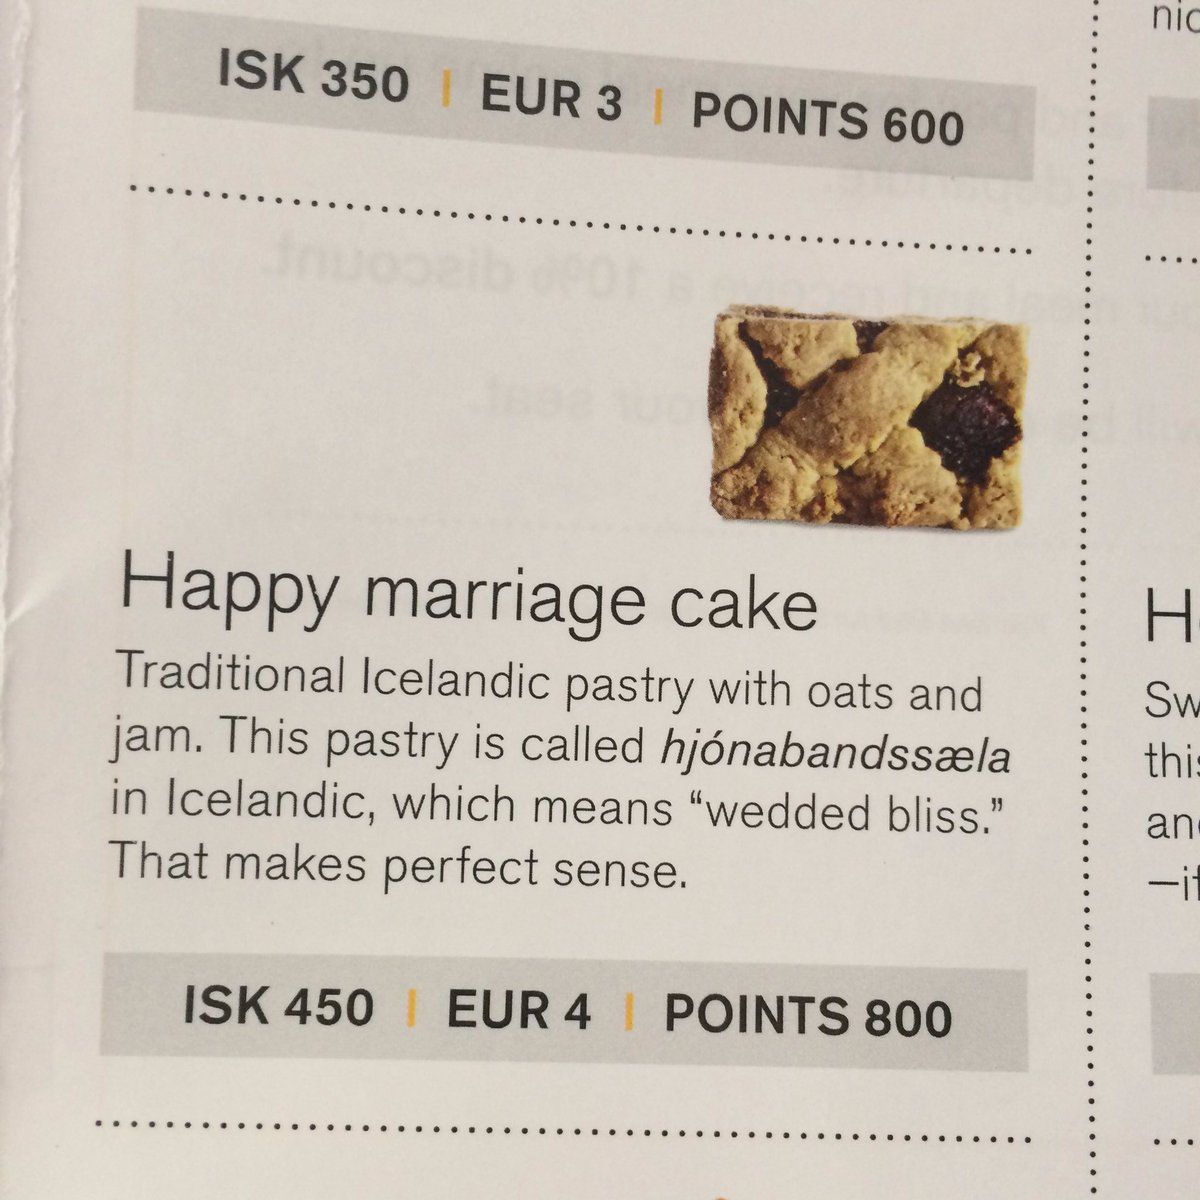 nic
ISK 350 | EUR 3 | POINTS 600
Happy marriage cake
Traditional Icelandic pastry with oats and
jam. This pastry is called hjónabandssæla
in Icelandic, which means “wedded bliss.”
That makes perfect sense.
ISK 450 | EUR 4 | POINTS 800
H
Sw
this
and
—if